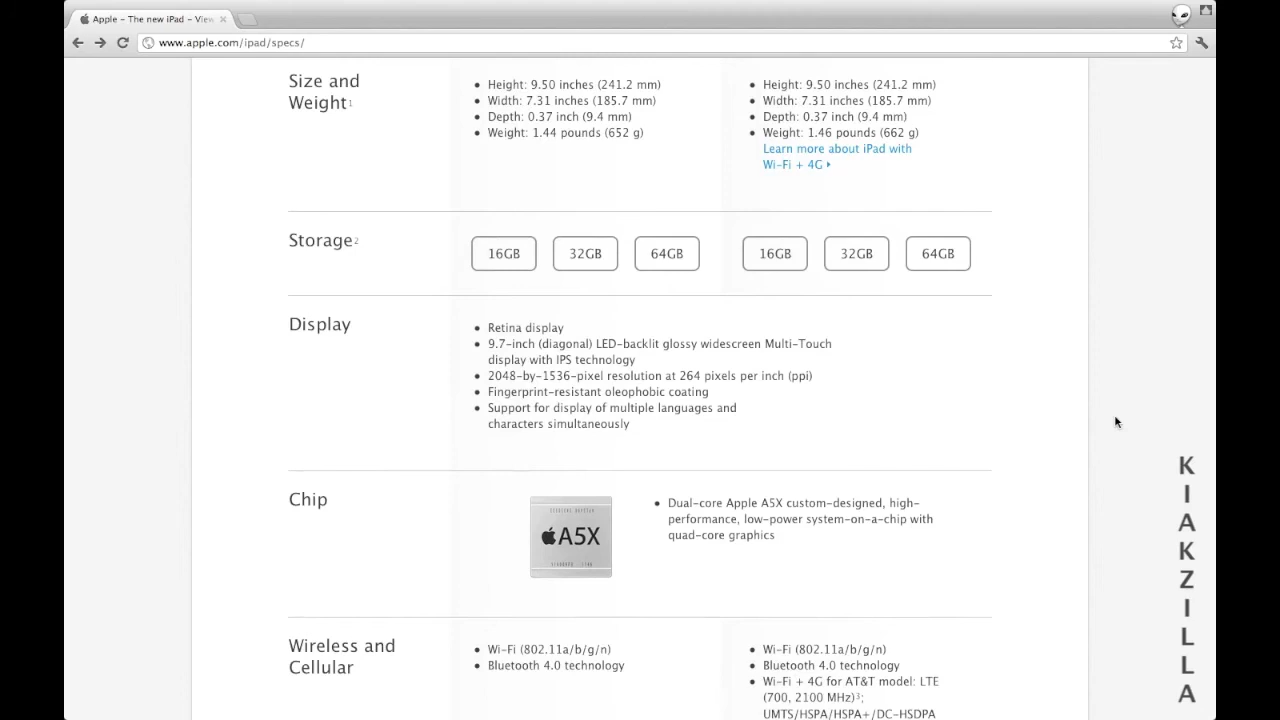 Apple - The new iPad - View
www.apple.com/ipad/specs/
Size and
Weight1
• Height: 9.50 inches (241.2 mm)
• Width: 7.31 inches (185.7 mm)
• Depth: 0.37 inch (9.4 mm)
• Weight: 1.44 pounds (652 g)
• Height: 9.50 inches (241.2 mm)
• Width: 7.31 inches (185.7 mm)
• Depth: 0.37 inch (9.4 mm)
• Weight: 1.46 pounds (662 g)
Learn more about iPad with
Wi-Fi + 4G
Storage2
16GB 32GB 64GB 16GB 32GB 64GB
Display
• Retina display
• 9.7-inch (diagonal) LED-backlit glossy widescreen Multi-Touch
display with IPS technology
• 2048-by-1536-pixel resolution at 264 pixels per inch (ppi)
• Fingerprint-resistant oleophobic coating
• Support for display of multiple languages and
characters simultaneously
Chip
A5X
• Dual-core Apple A5X custom-designed, high-
performance, low-power system-on-a-chip with
quad-core graphics
Wireless and
Cellular
• Wi-Fi (802.11a/b/g/n)
• Bluetooth 4.0 technology
• Wi-Fi (802.11a/b/g/n)
• Bluetooth 4.0 technology
• Wi-Fi + 4G for AT&T model: LTE
(700, 2100 MHz)3;
UMTS/HSPA/HSPA+/DC-HSDPA
KIAKZILLA